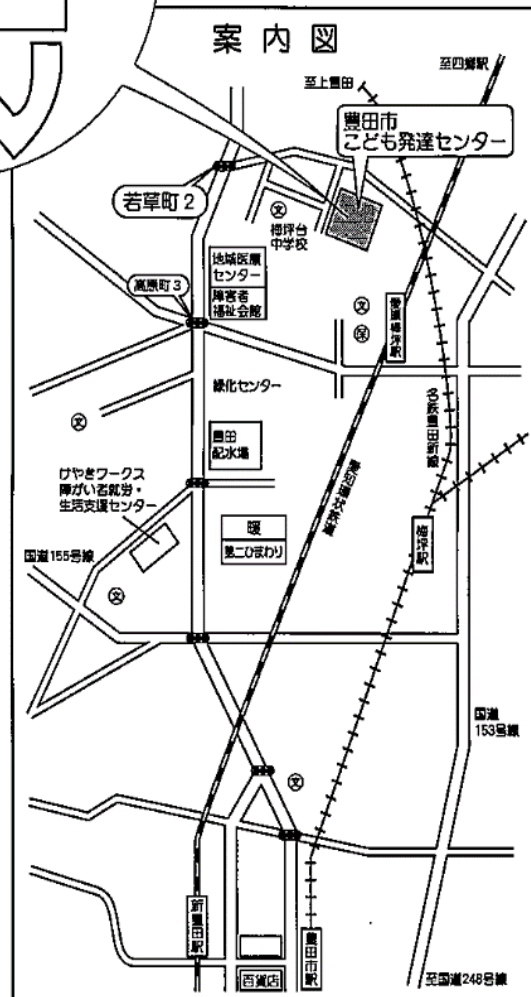 案内図
至四郷駅
至上豊田
豊田市
こども発達センター
若草町2
文
梅坪台
中学校
地域医療
センター
障害者
福祉会館
高原町3
文
保
愛環梅坪駅
緑化センター
名鉄豊田新線
文
豊田
配水場
愛知環状鉄道
けやきワークス
障がい者就労・
生活支援センター
暖
第二ひまわり
梅坪駅
国道155号線
文
国道
153号線
文
新豊田駅
豊田市駅
百貨店
至国道248号線